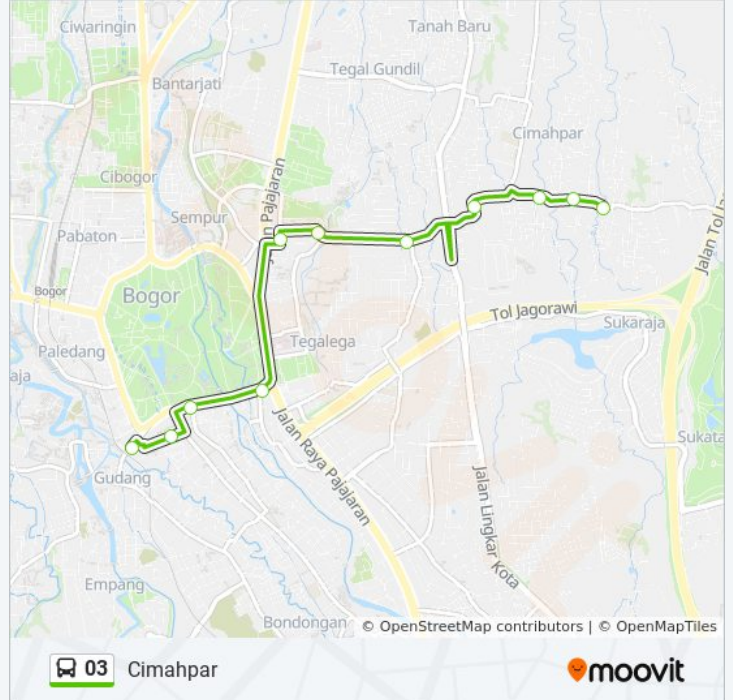 Ciwaringin
Tanah Baru
Tegal Gundil
Bantarjati
Cimahpar
Cibogor
Jalan Pajajaran
Sempur
Pabaton
Jalan Tol Ja
Bogor
Bogor
Tol Jagorawi
Sukaraja
Tegalega
Paledang
aja
Jalan Raya Pajajaran
Sukata
Gudang
Jalan Lingkar Kota
Empang
Bondongan
© OpenStreetMap contributors | © OpenMapTiles
03 Cimahpar
moovit